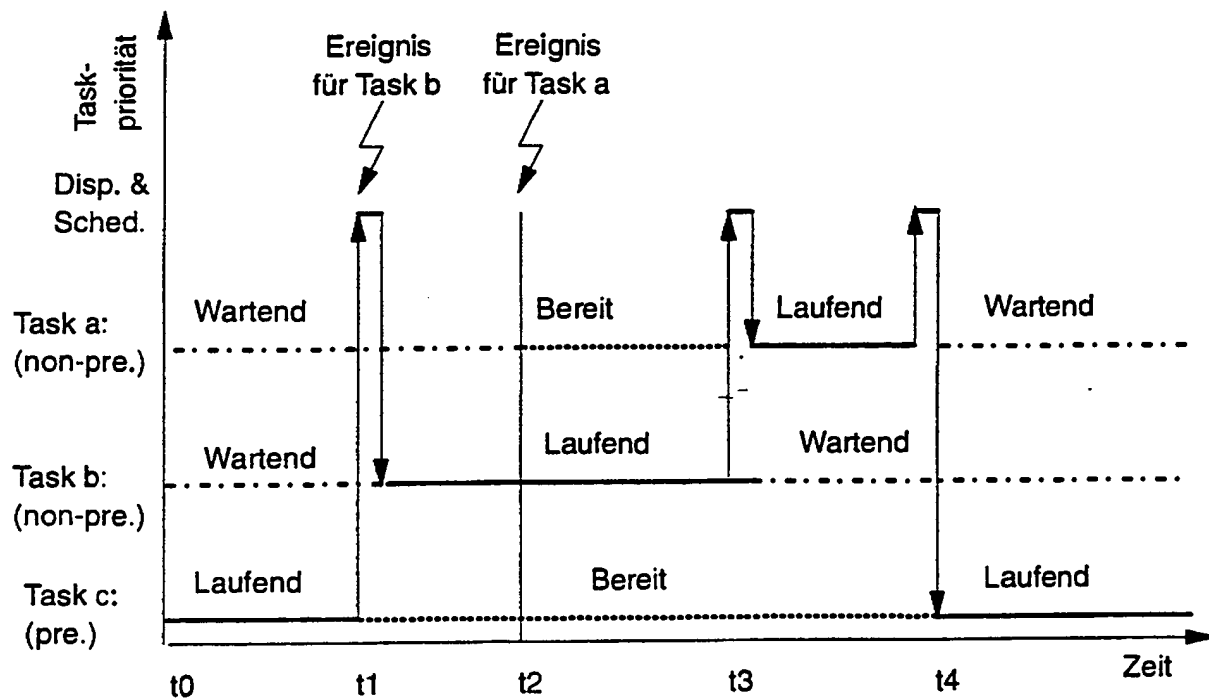 Task-
priorität
Ereignis
für Task b
Ereignis
für Task a
Disp. &
Sched.
Wartend
Bereit
Laufend
Wartend
Task a:
(non-pre.)
Wartend
Laufend
Wartend
Task b:
(non-pre.)
Laufend
Bereit
Laufend
Task c:
(pre.)
t0
t1
t2
t3
t4
Zeit